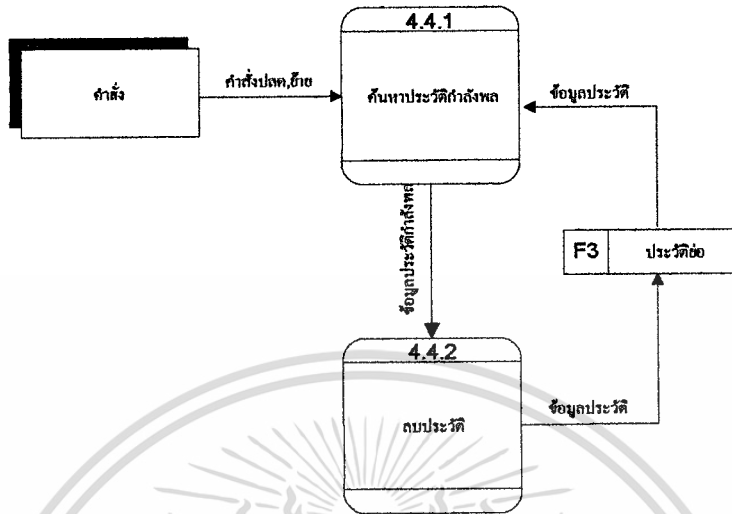 4.4.1
คำสั่ง
คำสั่งปลด,ย้าย
ค้นหาประวัติกำลังพล
ข้อมูลประวัติ
ข้อมูลประวัติกำลังพล
F3 ประวัติย่อ
4.4.2
ลบประวัติ
ข้อมูลประวัติ